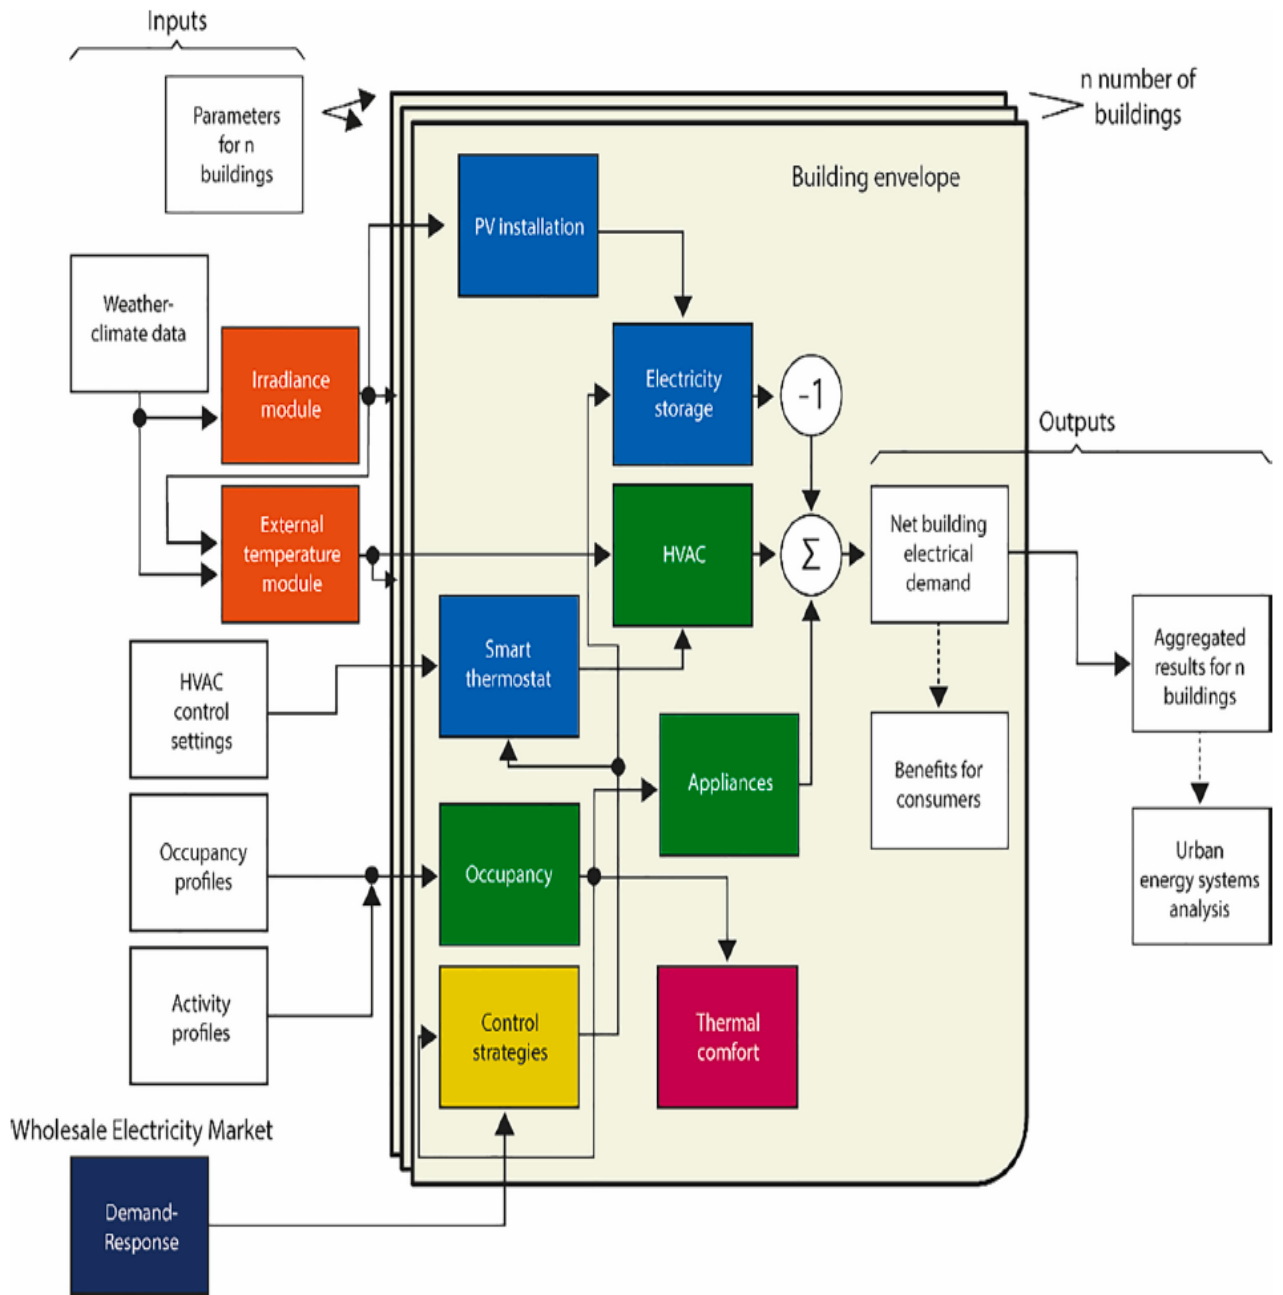 Inputs
Parameters
for n
buildings
n number of
buildings
Building envelope
PV installation
Weather-
climate data
Irradiance
module
Electricity
storage
-1
Outputs
External
temperature
module
HVAC
Σ
Net building
electrical
demand
Smart
thermostat
HVAC
control
settings
Aggregated
results for n
buildings
Appliances
Benefits for
consumers
Occupancy
profiles
Occupancy
Urban
energy systems
analysis
Activity
profiles
Control
strategies
Thermal
comfort
Wholesale Electricity Market
Demand-
Response